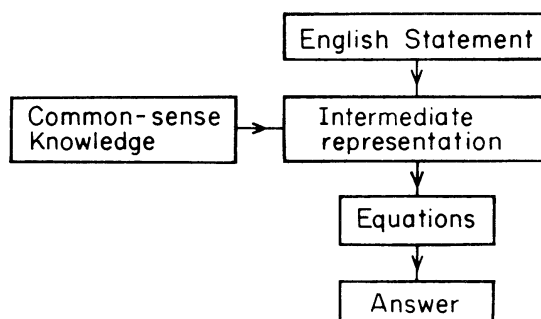 English Statement
Common-sense
Knowledge
Intermediate
representation
Equations
Answer